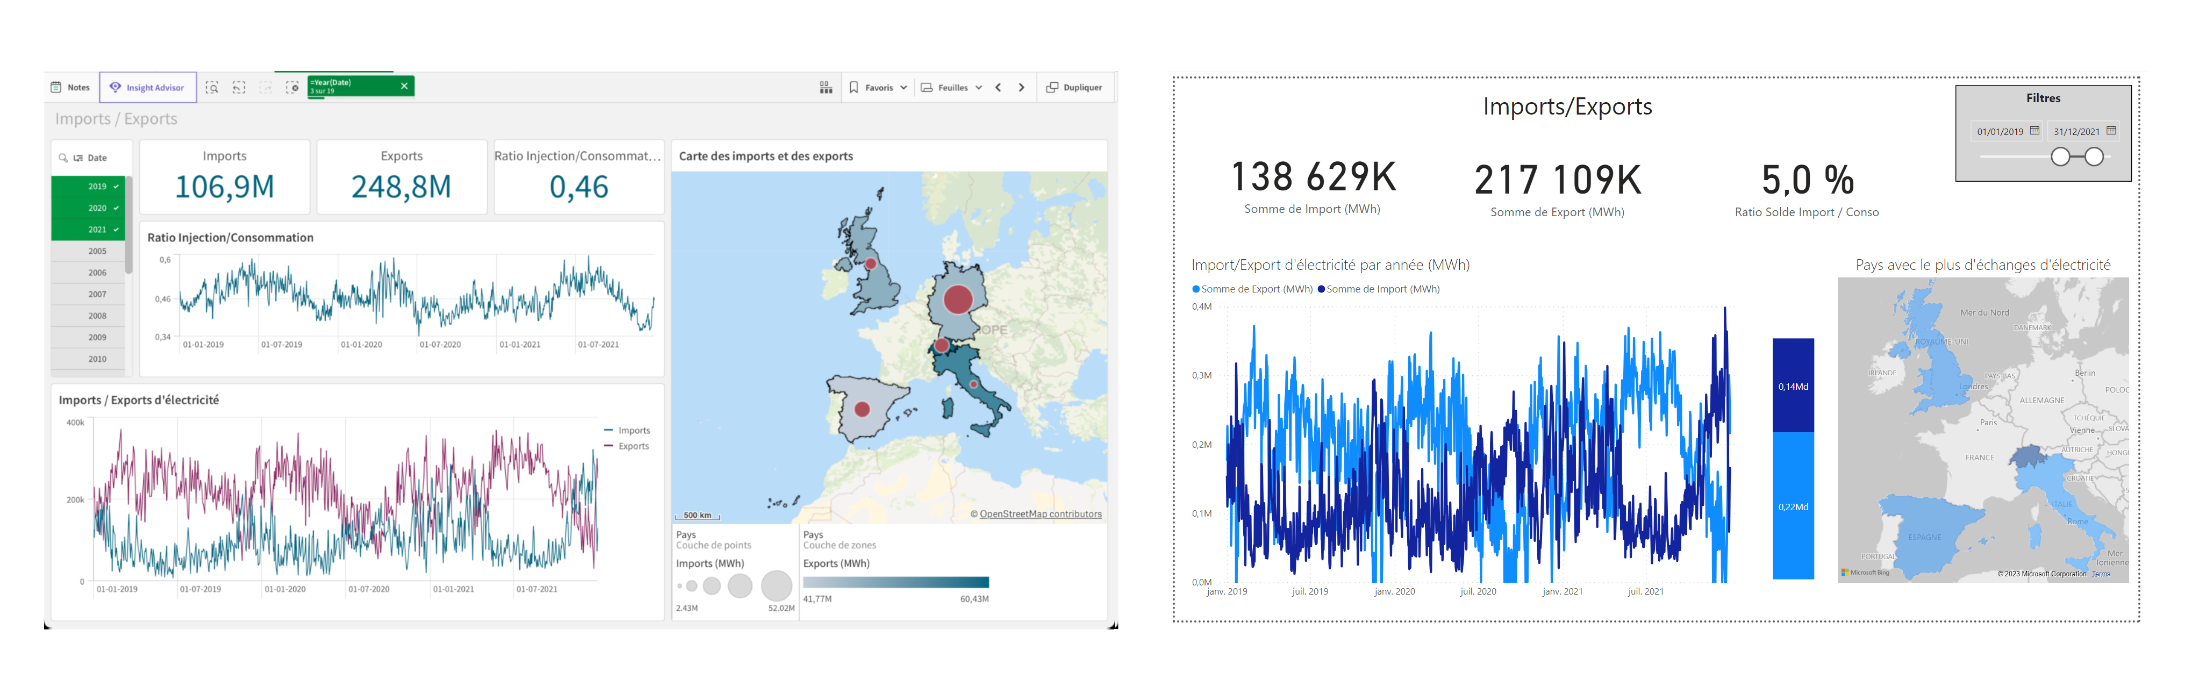 Notes
Insight Advisor
=Year(Date)
3 sur 19
Favoris
Feuilles
Dupliquer
Imports / Exports
Date
2019
2020
2021
2005
2006
2007
2008
2009
2010
Imports
106,9M
Exports
248,8M
Ratio Injection/Consommat...
0,46
Ratio Injection/Consommation
0,6
0,46
0,34
01-01-2019
01-07-2019
01-01-2020
01-07-2020
01-01-2021
01-07-2021
Imports / Exports d'électricité
400k
200k
0
01-01-2019
01-07-2019
01-01-2020
01-07-2020
01-01-2021
01-07-2021
Imports
Exports
Carte des imports et des exports
OPE
500 km
© OpenStreetMap contributors
Pays
Couche de points
Imports (MWh)
2.43M
52.02M
Pays
Couche de zones
Exports (MWh)
41,77M
60,43M
Imports/Exports
Filtres
01/01/2019
31/12/2021
138 629K
Somme de Import (MWh)
217 109K
Somme de Export (MWh)
5,0 %
Ratio Solde Import / Conso
Import/Export d'électricité par année (MWh)
Somme de Export (MWh)
Somme de Import (MWh)
0,4M
0,3M
0,2M
0,1M
0,0M
janv. 2019
juil. 2019
janv. 2020
juil. 2020
janv. 2021
juil. 2021
0,14Md
0,22Md
Pays avec le plus d'échanges d'électricité
Mer du Nord
DANEMARK
ROYAUME-UNI
IRLANDE
PAYS-BAS
Londres
Berlin
POLOG
ALLEMAGNE
TCHÉQUIE
Paris
Vienne
SLOVA
AUTRICHE
HONG
FRANCE
CROATIE
ITALIE
Rome
ESPAGNE
PORTUGAL
Mer
Ionienne
Microsoft Bing
© 2023 Microsoft Corporation
Terms